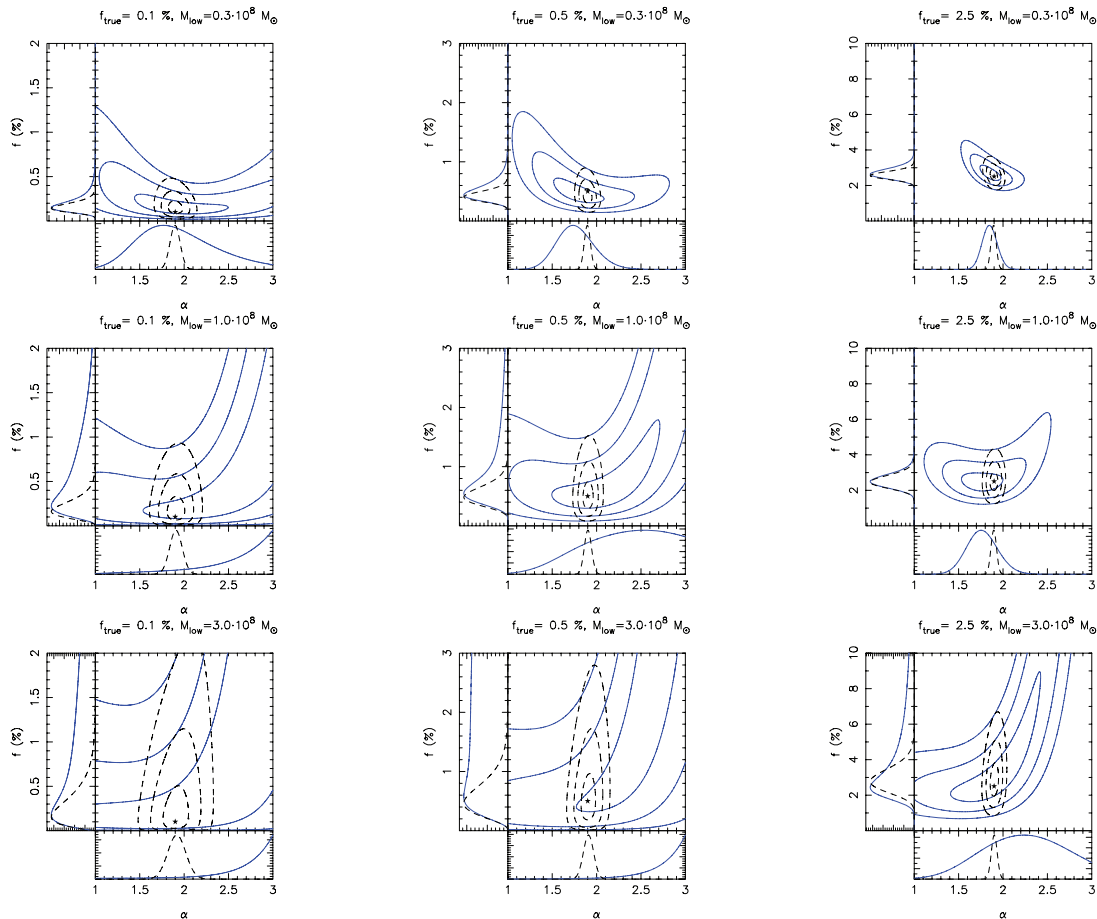 f_true= 0.1 %, M_low=0.3·10^8 M_⊙
f_true= 0.5 %, M_low=0.3·10^8 M_⊙
f_true= 2.5 %, M_low=0.3·10^8 M_⊙
f (%)
0.5 1 1.5 2
f (%)
1 2 3
f (%)
2 4 6 8 10
1 1.5 2 2.5 3
1 1.5 2 2.5 3
1 1.5 2 2.5 3
α
α
α
f_true= 0.1 %, M_low=1.0·10^8 M_⊙
f_true= 0.5 %, M_low=1.0·10^8 M_⊙
f_true= 2.5 %, M_low=1.0·10^8 M_⊙
f (%)
0.5 1 1.5 2
f (%)
1 2 3
f (%)
2 4 6 8 10
1 1.5 2 2.5 3
1 1.5 2 2.5 3
1 1.5 2 2.5 3
α
α
α
f_true= 0.1 %, M_low=3.0·10^8 M_⊙
f_true= 0.5 %, M_low=3.0·10^8 M_⊙
f_true= 2.5 %, M_low=3.0·10^8 M_⊙
f (%)
0.5 1 1.5 2
f (%)
1 2 3
f (%)
2 4 6 8 10
1 1.5 2 2.5 3
1 1.5 2 2.5 3
1 1.5 2 2.5 3
α
α
α